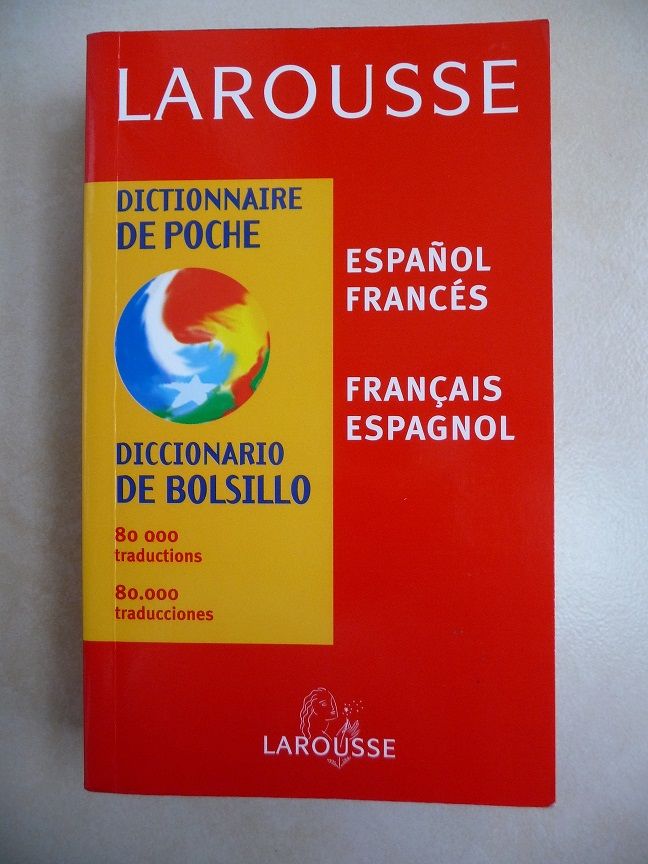 LAROUSSE
DICTIONNAIRE
DE POCHE
DICCIONARIO
DE BOLSILLO
80 000
traductions
80.000
traducciones
ESPAÑOL
FRANCÉS
FRANÇAIS
ESPAGNOL
LAROUSSE